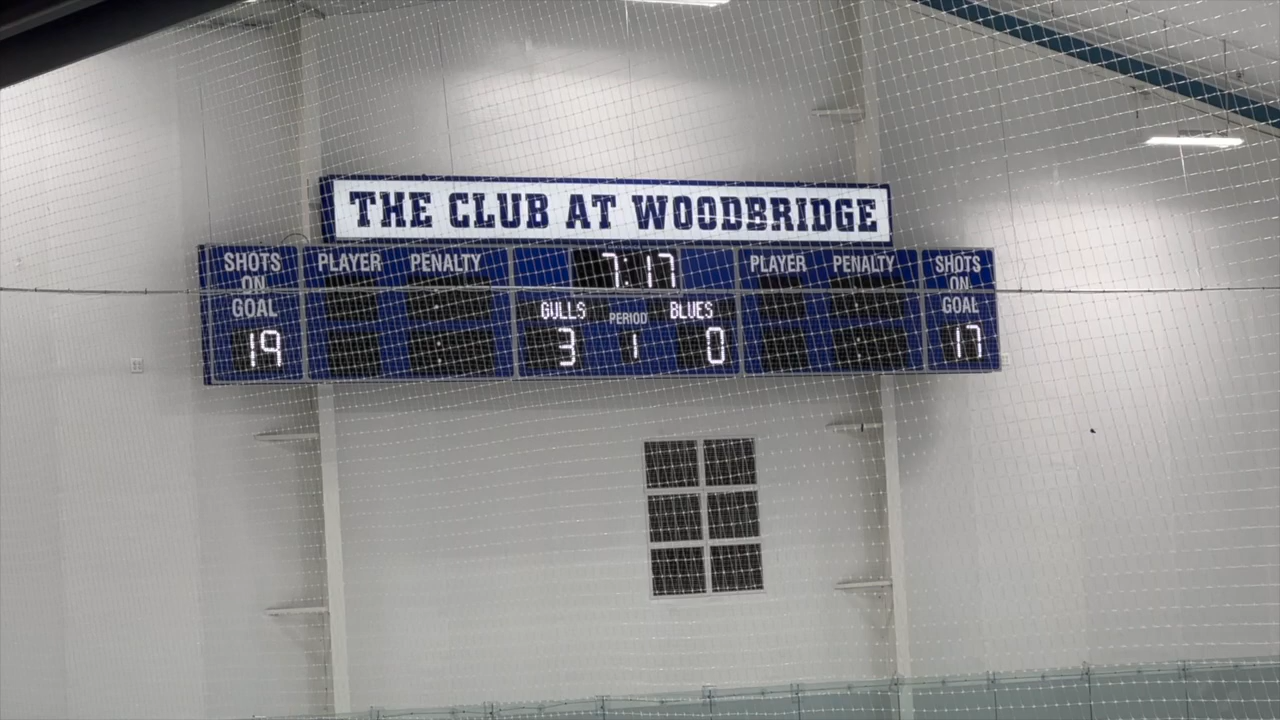 THE CLUB AT WOODBRIDGE
SHOTS ON GOAL
19
PLAYER PENALTY
7:17
GULLS PERIOD BLUES
3 1 0
PLAYER PENALTY
SHOTS ON GOAL
17